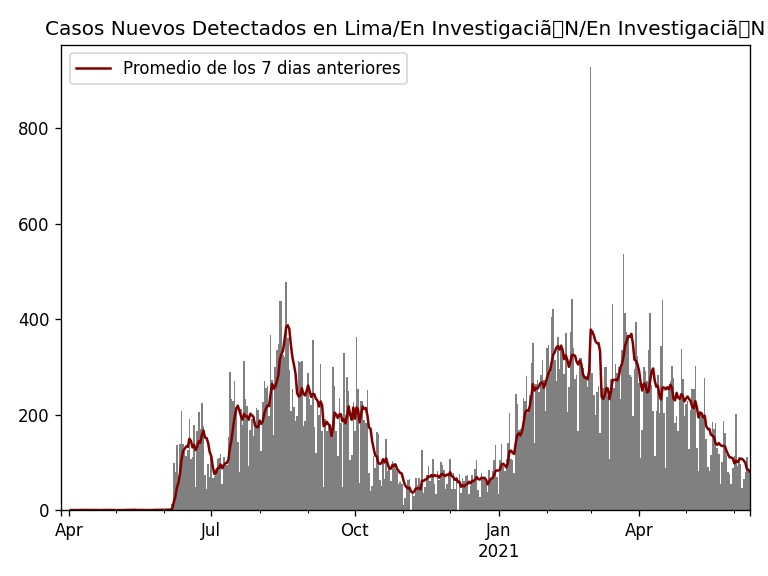 Casos Nuevos Detectados en Lima/En Investigaciã▯N/En Investigaciã▯N
Promedio de los 7 dias anteriores
800
600
400
200
0
Apr Jul Oct Jan Apr
2021